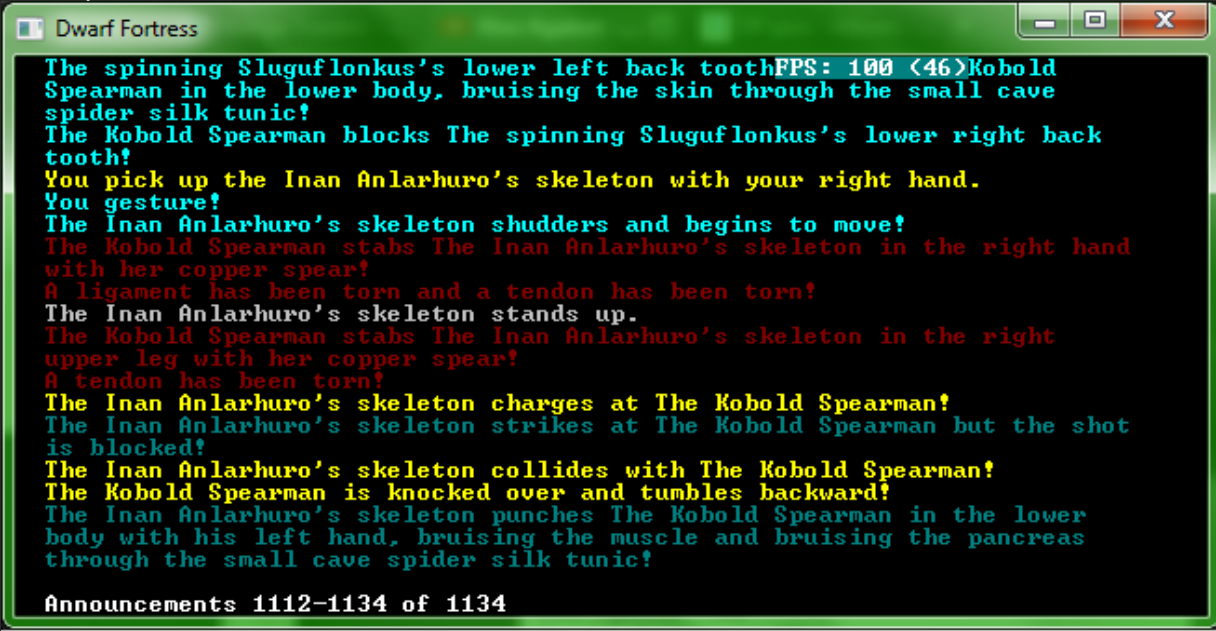 Dwarf Fortress
The spinning Sluguflonkus's lower left back toothFPS: 100 (46)Kobold
Spearman in the lower body, bruising the skin through the small cave
spider silk tunic!
The Kobold Spearman blocks The spinning Sluguflonkus's lower right back
tooth!
You pick up the Inan Anlarhuro's skeleton with your right hand.
You gesture!
The Inan Anlarhuro's skeleton shudders and begins to move!
The Kobold Spearman stabs The Inan Anlarhuro's skeleton in the right hand
with her copper spear!
A ligament has been torn and a tendon has been torn!
The Inan Anlarhuro's skeleton stands up.
The Kobold Spearman stabs The Inan Anlarhuro's skeleton in the right
upper leg with her copper spear!
A tendon has been torn!
The Inan Anlarhuro's skeleton charges at The Kobold Spearman!
The Inan Anlarhuro's skeleton strikes at The Kobold Spearman but the shot
is blocked!
The Inan Anlarhuro's skeleton collides with The Kobold Spearman!
The Kobold Spearman is knocked over and tumbles backward!
The Inan Anlarhuro's skeleton punches The Kobold Spearman in the lower
body with his left hand, bruising the muscle and bruising the pancreas
through the small cave spider silk tunic!
Announcements 1112-1134 of 1134